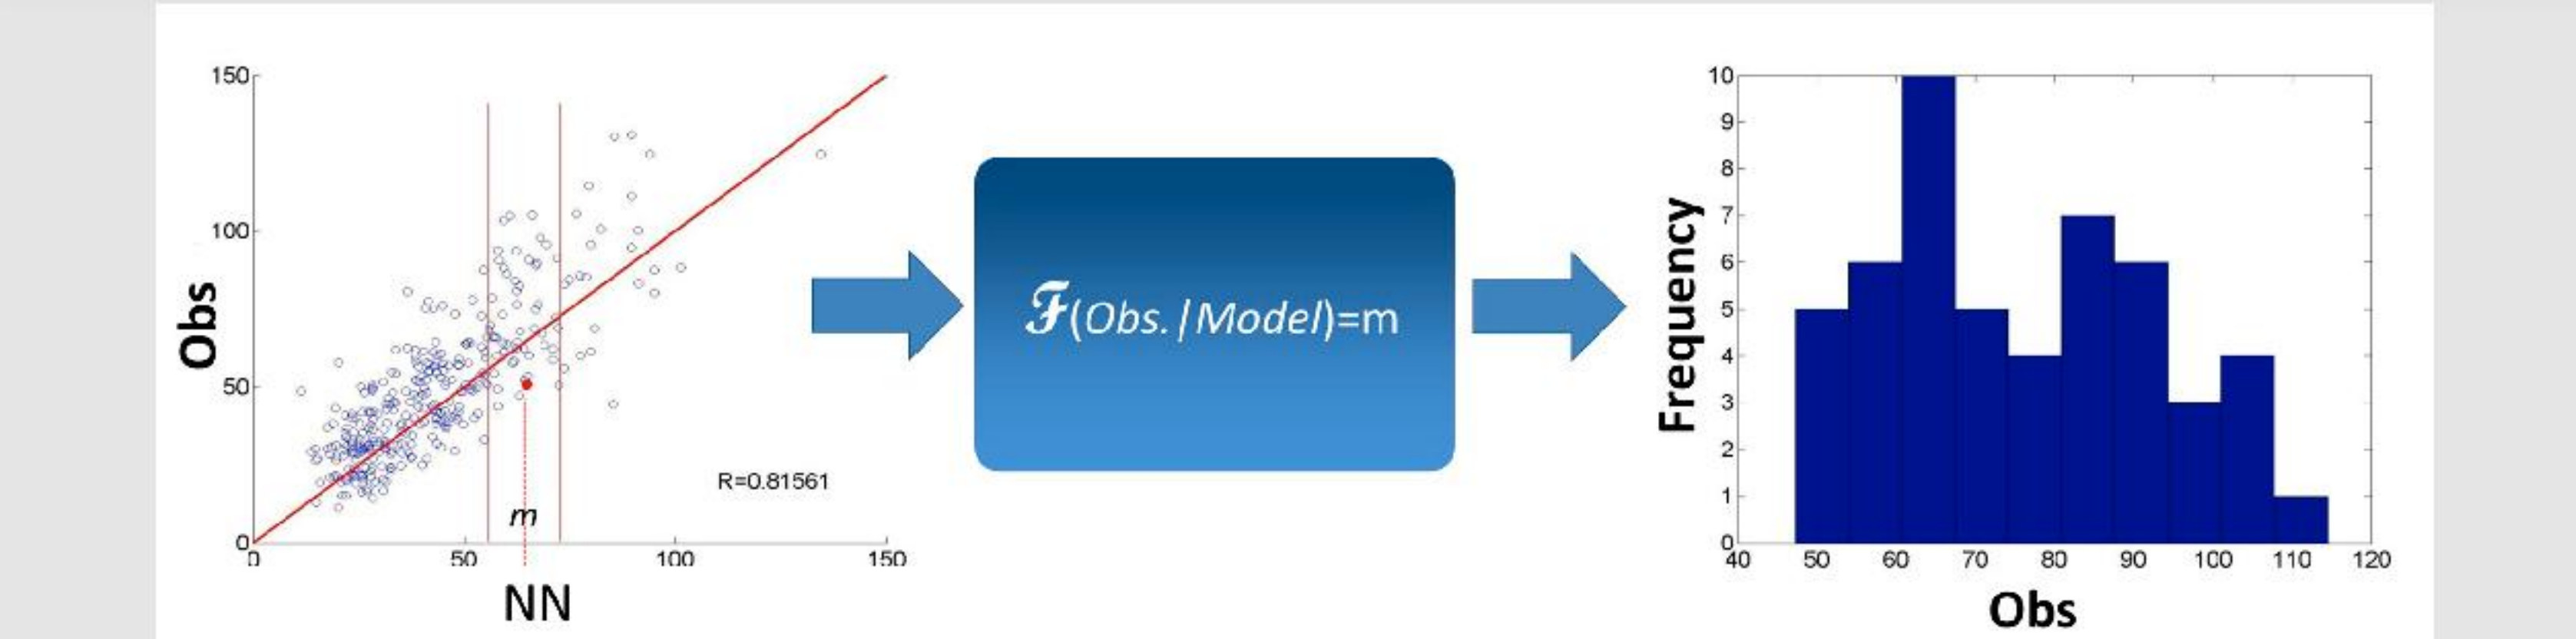 150
100
50
0
Obs
0 50 100 150
m
R=0.81561
NN
ℱ(Obs. | Model)=m
10
9
8
7
6
5
4
3
2
1
0
Frequency
40 50 60 70 80 90 100 110 120
Obs